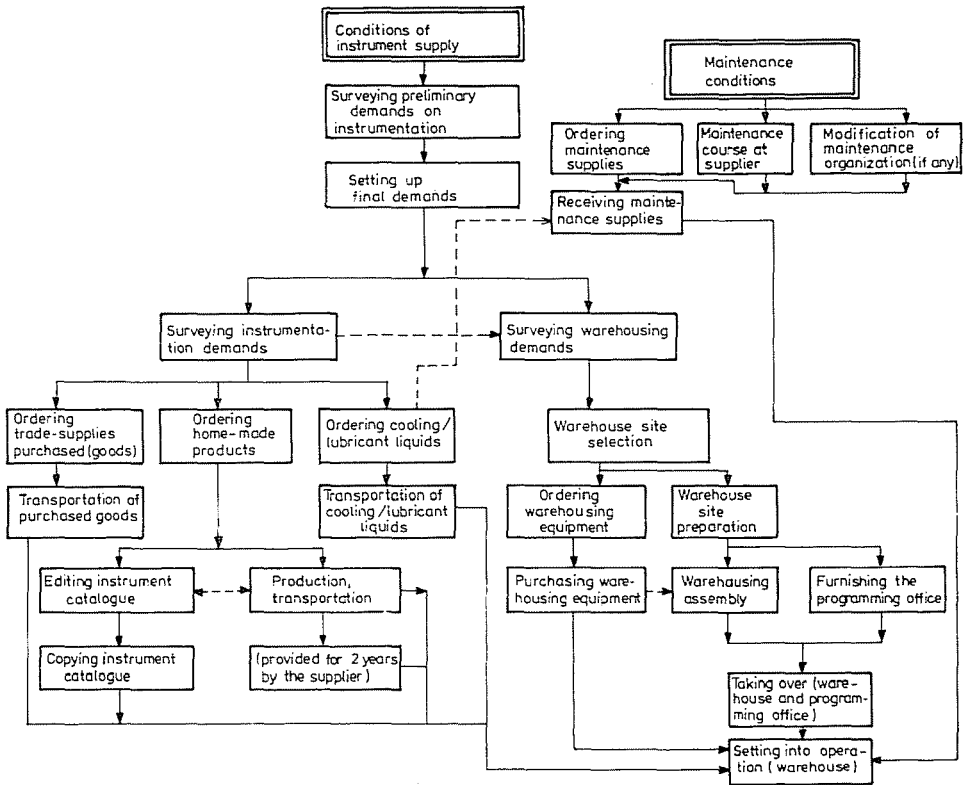 Conditions of
instrument supply
Maintenance
conditions
Surveying preliminary
demands on
instrumentation
Ordering
maintenance
supplies
Maintenance
course at
supplier
Modification of
maintenance
organization(if any)
Setting up
final demands
Receiving mainte-
nance supplies
Surveying instrumenta-
tion demands
Surveying warehousing
demands
Ordering
trade-supplies
purchased (goods)
Ordering
home-made
products
Ordering cooling/
lubricant liquids
Warehouse site
selection
Transportation of
purchased goods
Transportation of
cooling/lubricant
liquids
Ordering
warehousing
equipment
Warehouse
site
preparation
Editing instrument
catalogue
Production,
transportation
Purchasing ware-
housing equipment
Warehausing
assembly
Furnishing the
programming office
Copying instrument
catalogue
(provided for 2 years
by the supplier)
Taking over (ware-
house and program-
ming office)
Setting into opera-
tion (warehouse)